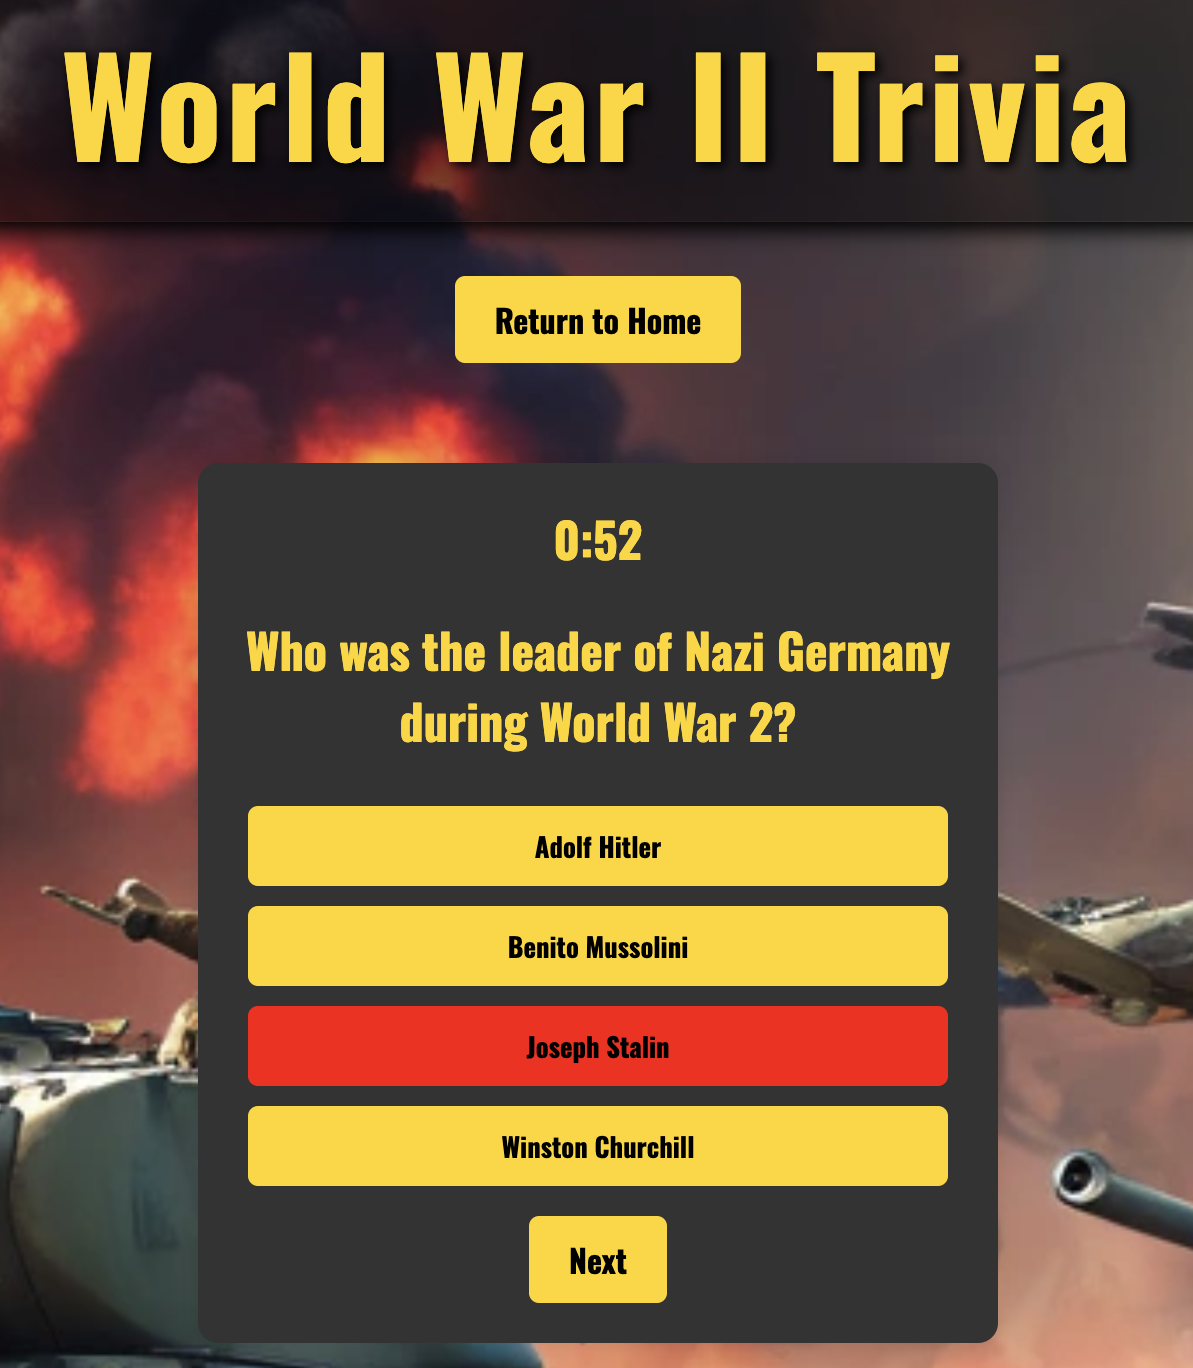 World War II Trivia
Return to Home
0:52
Who was the leader of Nazi Germany
during World War 2?
Adolf Hitler
Benito Mussolini
Joseph Stalin
Winston Churchill
Next